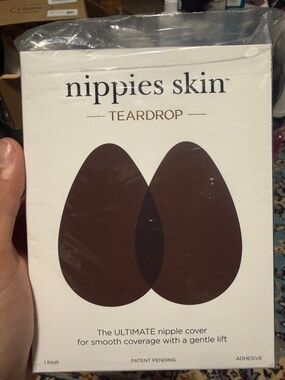 nippies skin™
TEARDROP
The ULTIMATE nipple cover
for smooth coverage with a gentle lift
1 PAIR
PATENT PENDING
ADHESIVE